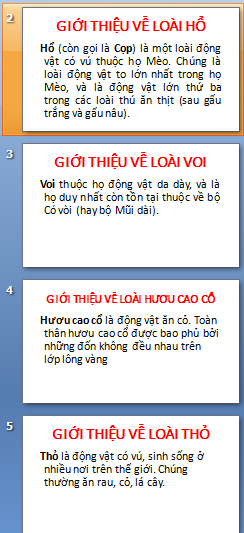 2
GIỚI THIỆU VỀ LOÀI HỔ
Hổ (còn gọi là Cọp) là một loài động
vật có vú thuộc họ Mèo. Chúng là
loài động vật to lớn nhất trong họ
Mèo, và là động vật lớn thứ ba
trong các loài thú ăn thịt (sau gấu
trắng và gấu nâu).
3
GIỚI THIỆU VỀ LOÀI VOI
Voi thuộc họ động vật da dày, và là
họ duy nhất còn tồn tại thuộc về bộ
Có vòi (hay bộ Mũi dài).
4
GIỚI THIỆU VỀ LOÀI HƯƠU CAO CỔ
Hươu cao cổ là động vật ăn cỏ. Toàn
thân hươu cao cổ được bao phủ bởi
những đốn không đều nhau trên
lớp lông vàng
5
GIỚI THIỆU VỀ LOÀI THỎ
Thỏ là động vật có vú, sinh sống ở
nhiều nơi trên thế giới. Chúng
thường ăn rau, cỏ, lá cây.